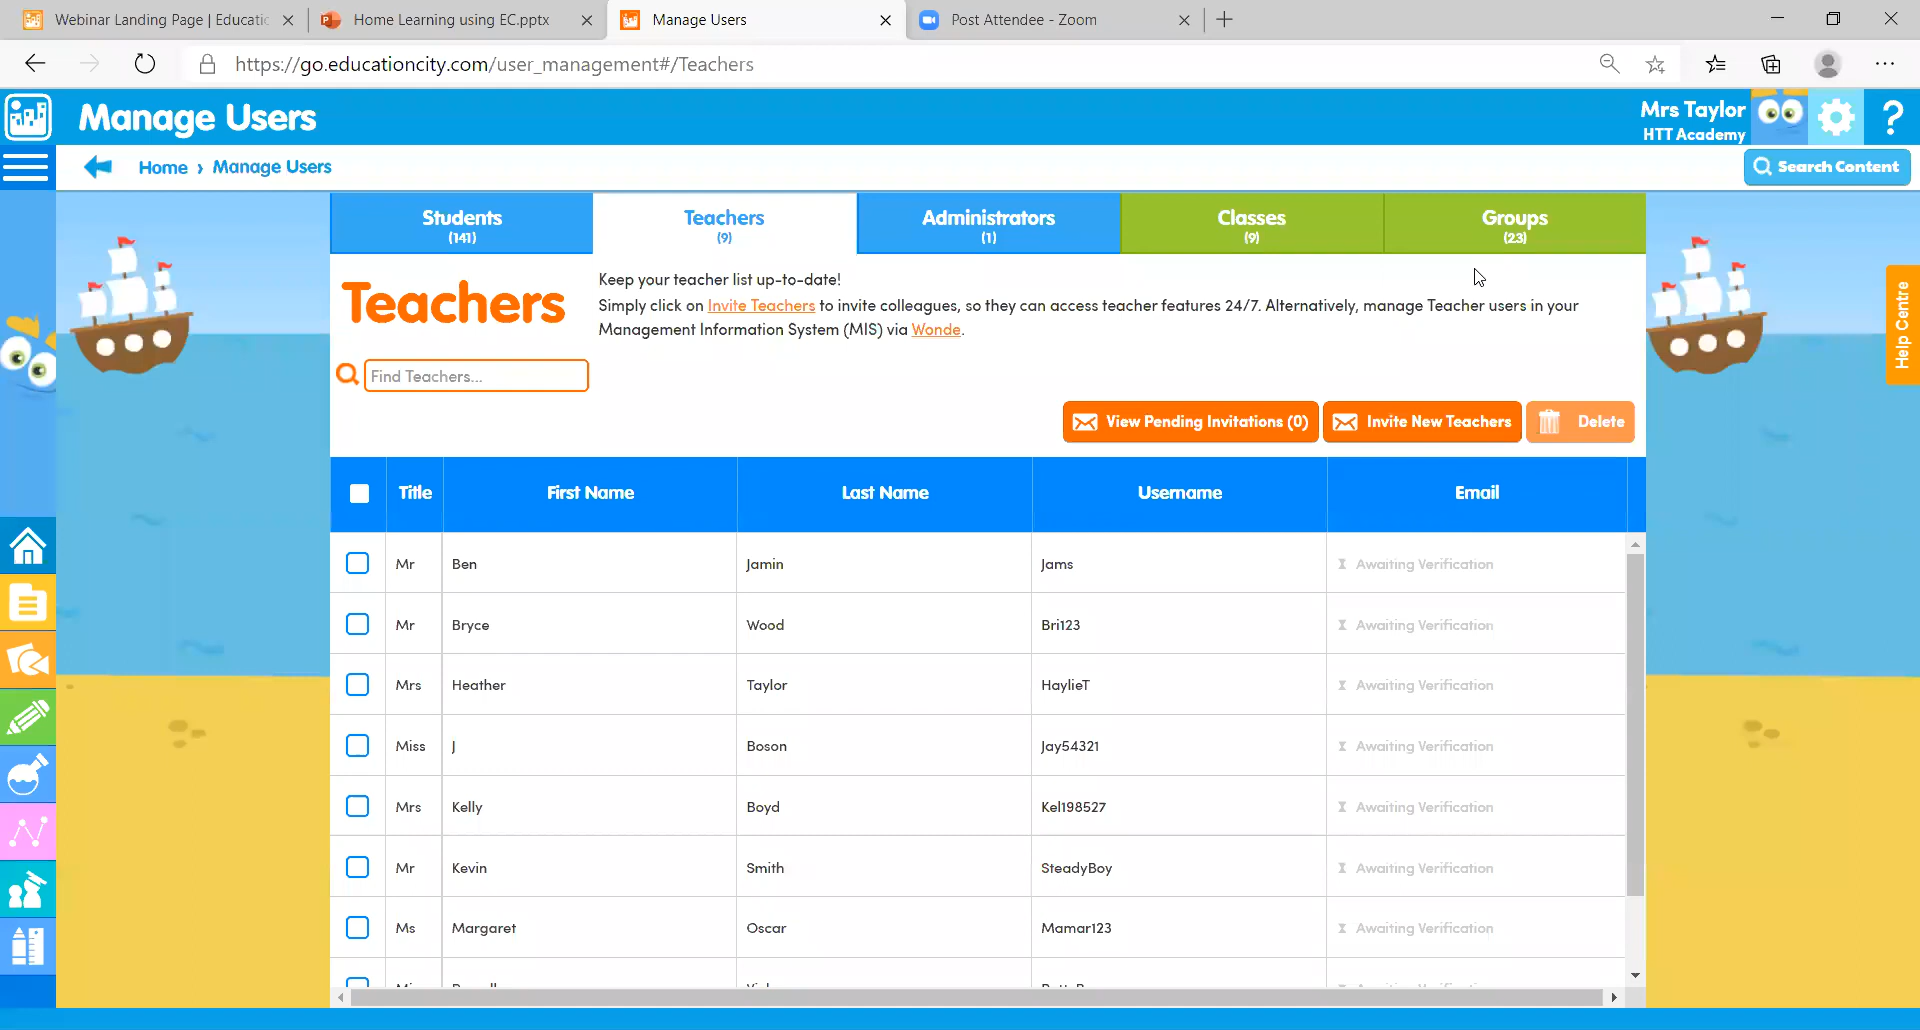 Webinar Landing Page | Educatio
Home Learning using EC.pptx
Manage Users
Post Attendee - Zoom
https://go.educationcity.com/user_management#/Teachers
Manage Users
Mrs Taylor
HTT Academy
?
Home › Manage Users
Search Content
Students
(141)
Teachers
(9)
Administrators
(1)
Classes
(9)
Groups
(23)
Teachers
Keep your teacher list up-to-date!
Simply click on Invite Teachers to invite colleagues, so they can access teacher features 24/7. Alternatively, manage Teacher users in your
Management Information System (MIS) via Wonde.
Help Centre
Find Teachers...
View Pending Invitations (0)
Invite New Teachers
Delete
Title First Name Last Name Username Email
Mr Ben Jamin Jams Awaiting Verification
Mr Bryce Wood Bri123 Awaiting Verification
Mrs Heather Taylor HaylieT Awaiting Verification
Miss J Boson Jay54321 Awaiting Verification
Mrs Kelly Boyd Kel198527 Awaiting Verification
Mr Kevin Smith SteadyBoy Awaiting Verification
Ms Margaret Oscar Mamar123 Awaiting Verification